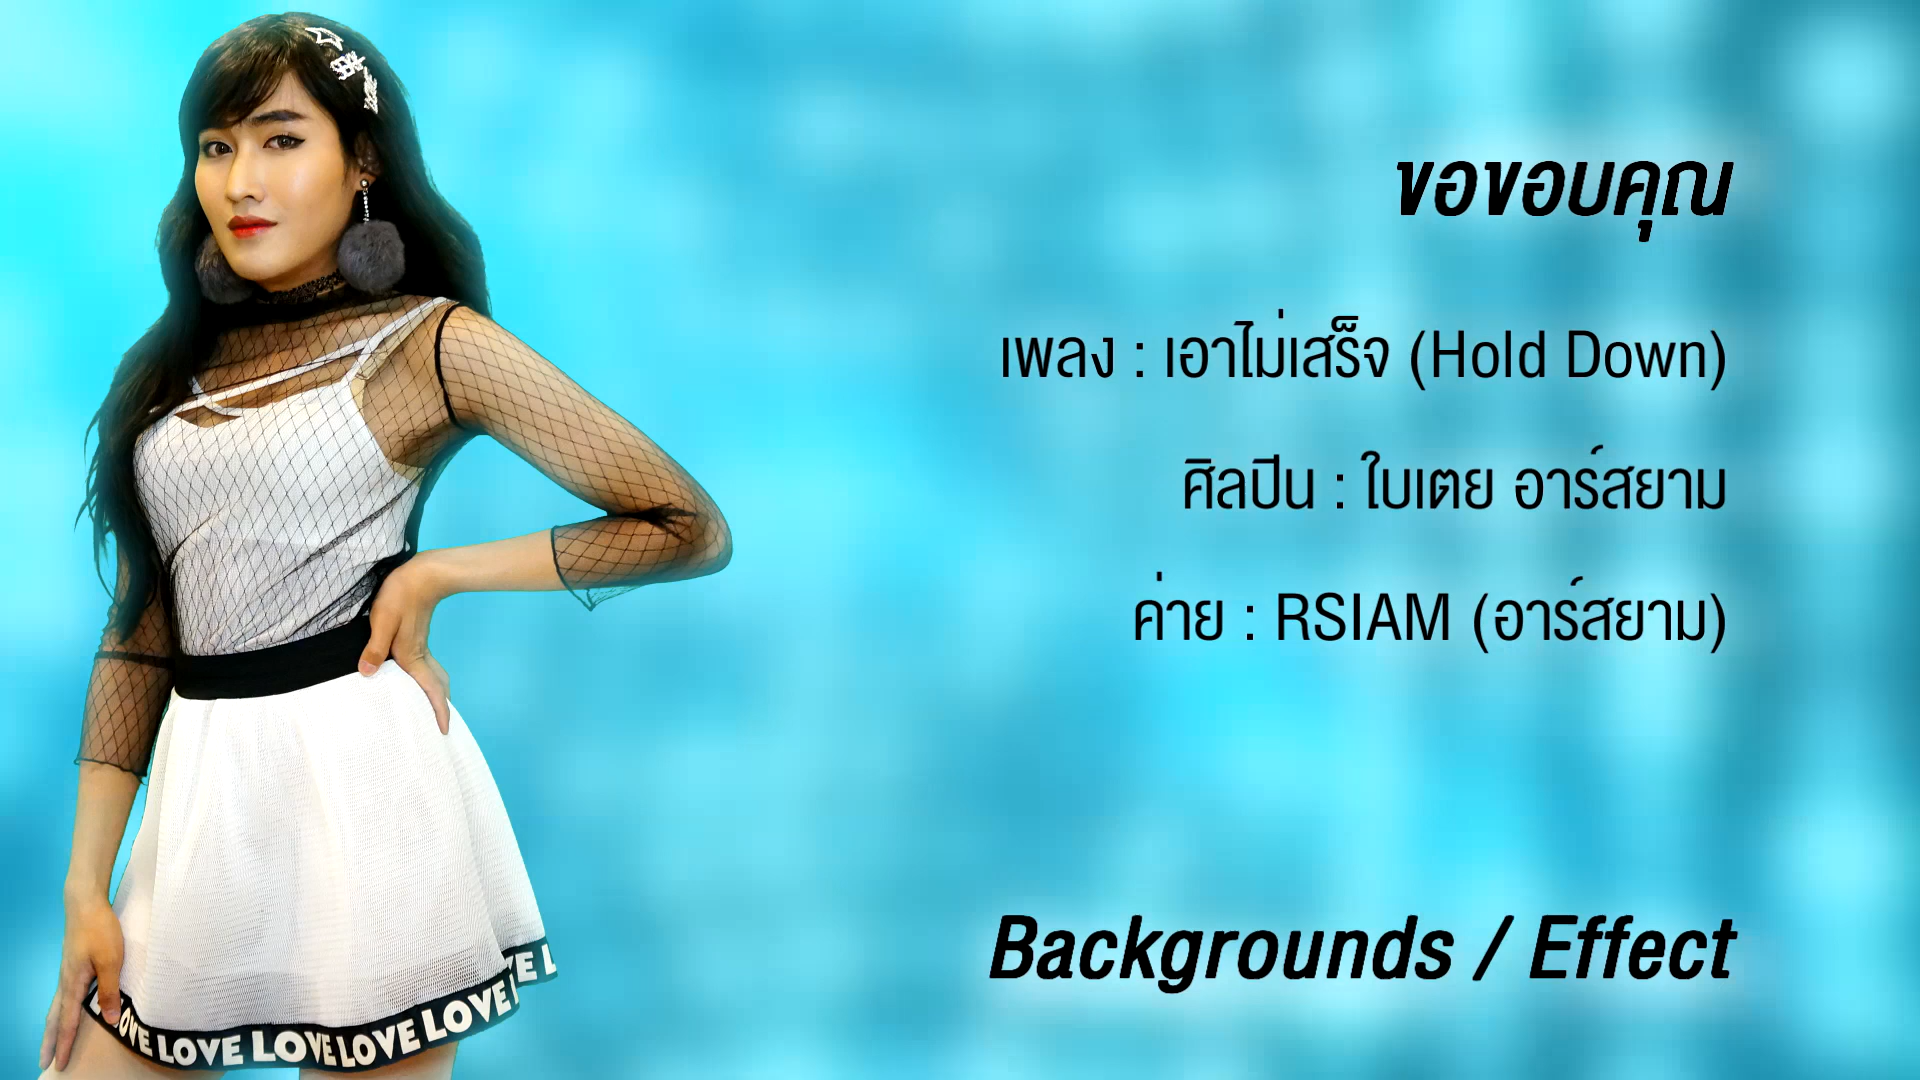 ขอขอบคุณ
เพลง : เอาไม่เสร็จ (Hold Down)
ศิลปิน : ใบเตย อาร์สยาม
ค่าย : RSIAM (อาร์สยาม)
Backgrounds / Effect
LOVE LOVE LOVE LOVE LOVE